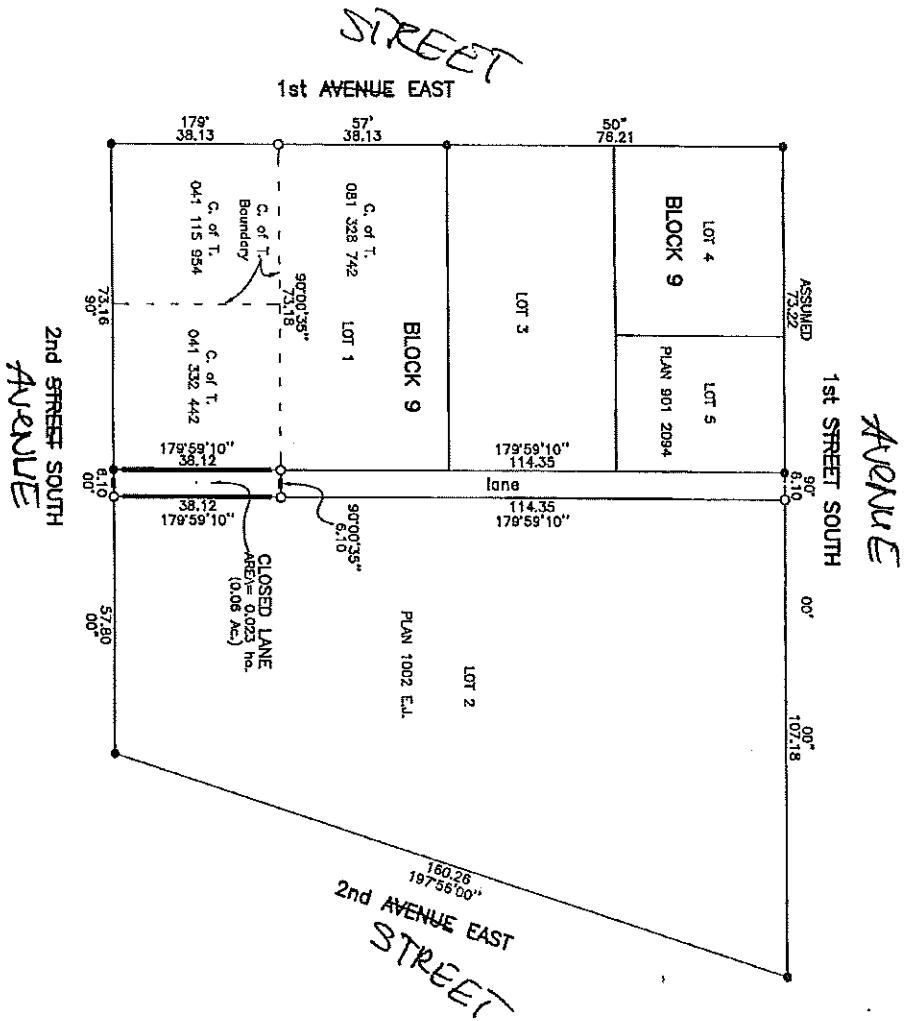 STREET
1st AVENUE EAST
179°
38.13
57'
38.13
50"
76.21
C. of T.
041 115 954
C. of T.
Boundary
C. of T.
081 328 742
90°00'35"
73.18
LOT 1
BLOCK 9
LOT 3
BLOCK 9
LOT 4
ASSUMED
73.22
LOT 5
PLAN 901 2094
C. of T.
041 332 442
73.16
90°
2nd STREET SOUTH
AVENUE
1st STREET SOUTH
AVENUE
179°59'10"
38.12
179°59'10"
114.35
90°
6.10
6.10
00'
lane
38.12
179°59'10"
90°00'35"
6.10
114.35
179°59'10"
CLOSED LANE
AREA= 0.023 ha.
(0.06 Ac.)
57.80
00"
PLAN 1002 E.J.
LOT 2
00'
00"
107.18
160.26
197°56'00"
2nd AVENUE EAST
STREET